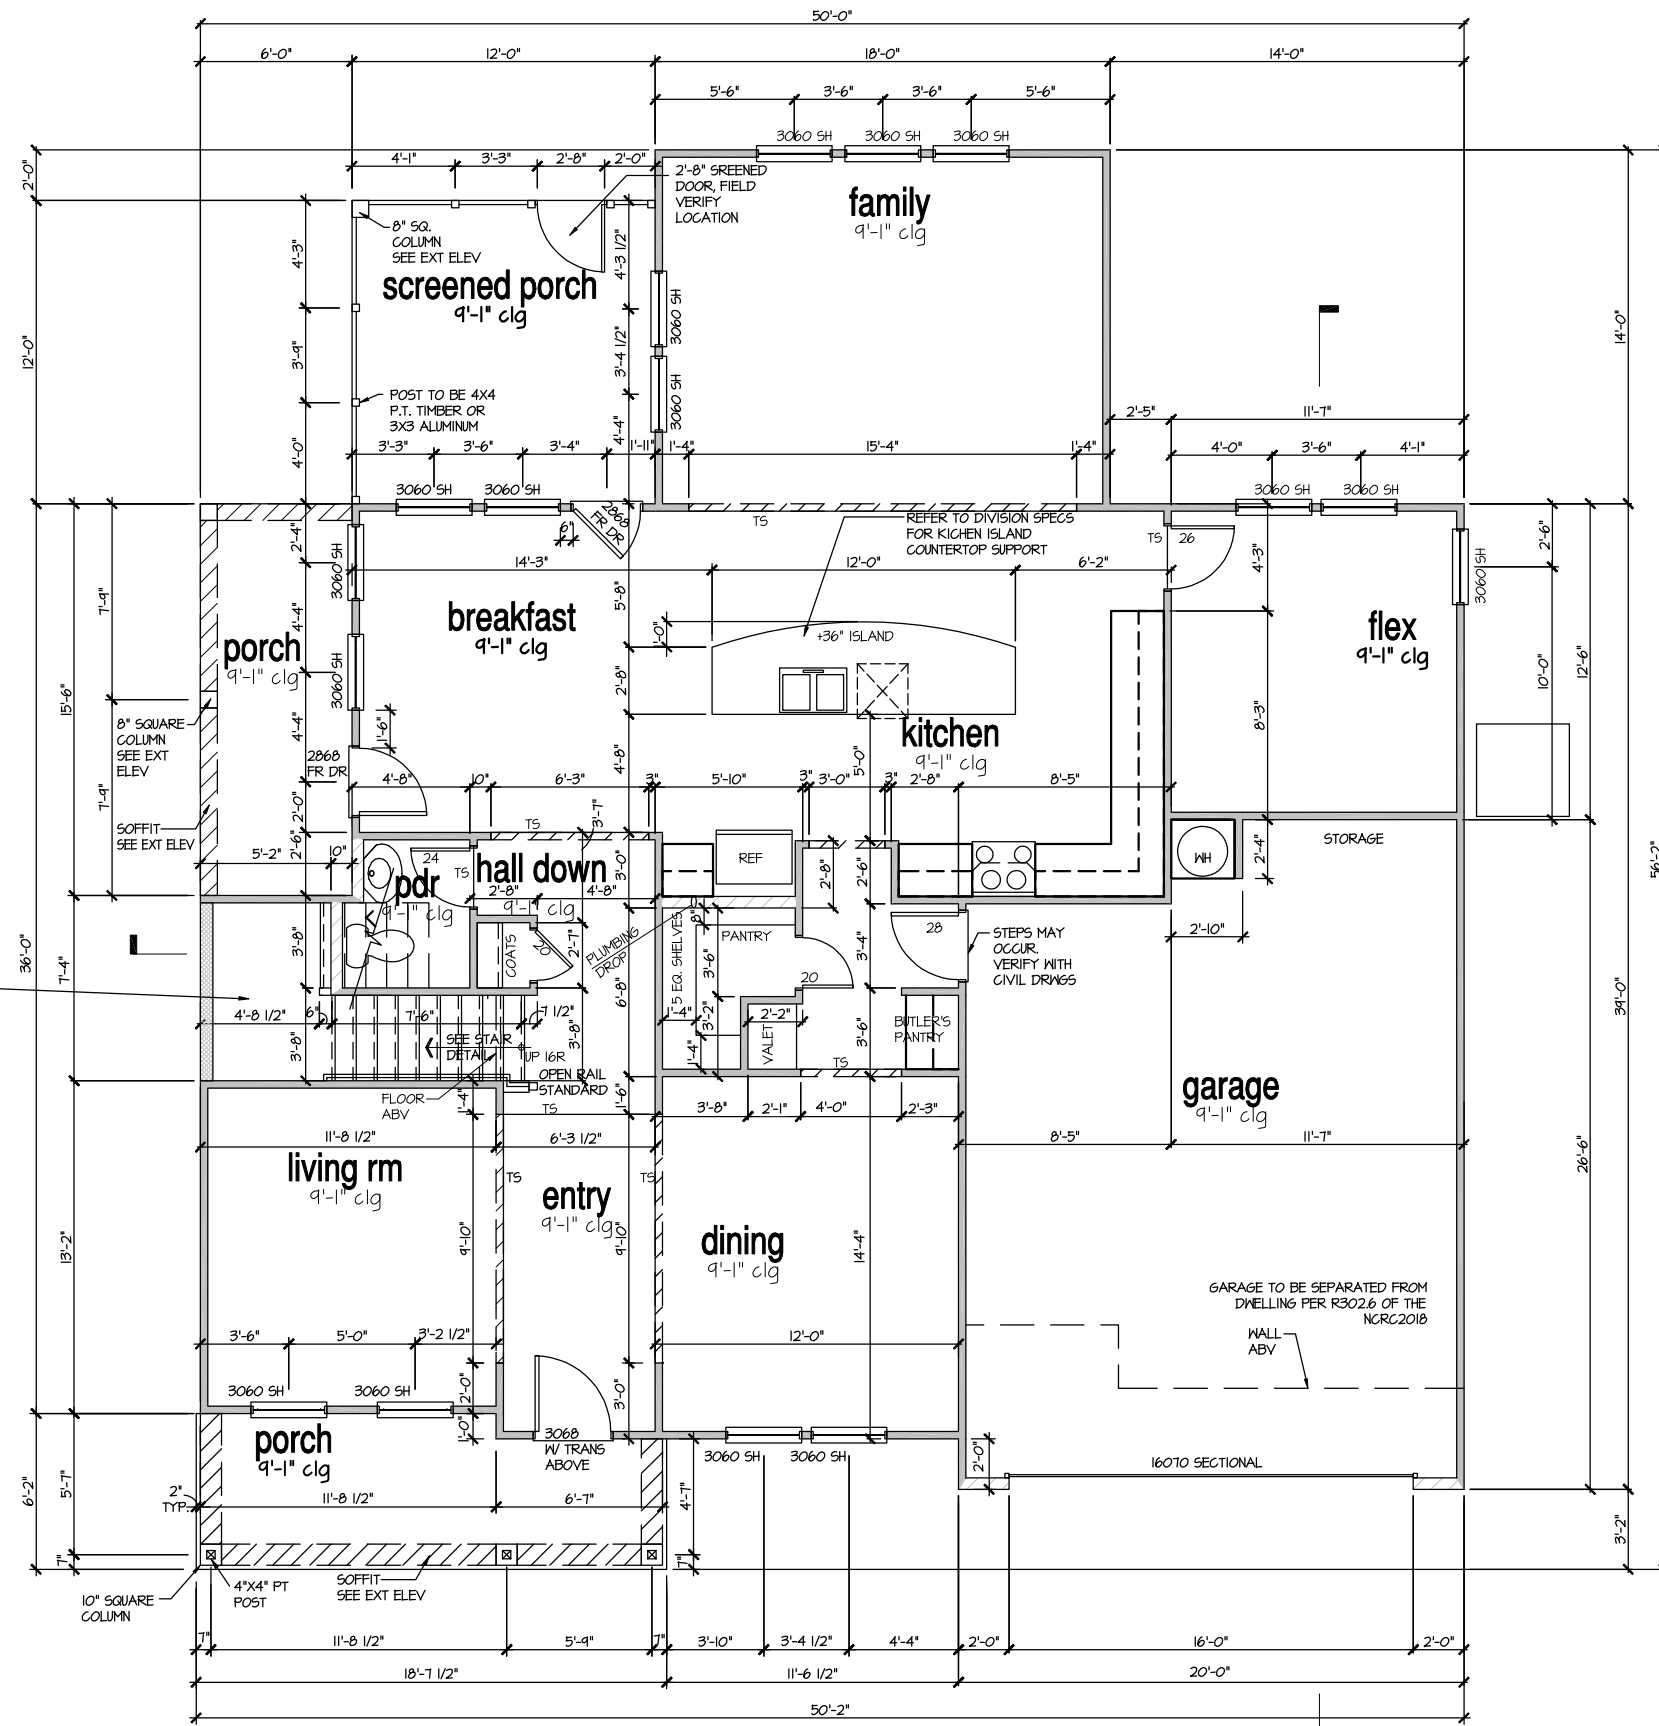 50'-0"
6'-0" 12'-0" 18'-0" 14'-0"
5'-6" 3'-6" 3'-6" 5'-6"
3060 SH 3060 SH 3060 SH
4'-1" 3'-3" 2'-8" 2'-0"
2'-0"
2'-8" SREENED
DOOR, FIELD
VERIFY
LOCATION
family
9'-1" clg
8" SQ.
COLUMN
SEE EXT ELEV
4'-3"
4'-3 1/2"
screened porch
9'-1" clg
3060 SH
12'-0"
3'-9"
3'-4 1/2"
14'-0"
3060 SH
POST TO BE 4X4
P.T. TIMBER OR
3X3 ALUMINUM
4'-4"
2'-5" 11'-7"
4'-0"
3'-3" 3'-6" 3'-4" 1'-11" 1'-4" 15'-4" 1'-4"
4'-0" 3'-6" 4'-1"
3060 SH 3060 SH
3060 SH 3060 SH
2868
FR DR
6"
TS
REFER TO DIVISION SPECS
FOR KICHEN ISLAND
COUNTERTOP SUPPORT
TS 26
2'-4"
3060 SH
4'-3"
3060 SH
2'-6"
14'-3" 12'-0" 6'-2"
7'-9"
4'-4"
5'-8"
breakfast
9'-1" clg
flex
9'-1" clg
porch
9'-1" clg
1'-0"
+36" ISLAND
3060 SH
2'-8"
15'-6"
10'-0"
12'-6"
8'-3"
8" SQUARE
COLUMN
SEE EXT
ELEV
4'-4"
1'-6"
kitchen
9'-1" clg
4'-8"
5'-0"
2868
FR DR
4'-8" 10" 6'-3" 3" 5'-10" 3" 3'-0" 3" 2'-8" 8'-5"
7'-9"
2'-0"
3'-7"
TS
SOFFIT
SEE EXT ELEV
2'-6"
STORAGE
5'-2" 10"
24
TS
hall down
9'-1" clg
3'-0"
REF
2'-8"
2'-6"
WH
2'-4"
56'-2"
pdr
9'-1" clg
2'-8" 4'-8"
8"
28
STEPS MAY
OCCUR.
VERIFY WITH
CIVIL DRWGS
2'-10"
36'-0"
7'-4"
3'-8"
COATS
20
2'-7"
PLUMBING
DROP
5 EQ. SHELVES
PANTRY
3'-6"
3'-4"
20
6'-8"
39'-0"
4'-8 1/2" 6" 7'-6" 7 1/2"
1'-4"
3'-2"
2'-2"
VALET
3'-6"
BUTLER'S
PANTRY
3'-8"
SEE STAIR
DETAIL
UP 16R
3'-8"
1'-4"
TS
OPEN RAIL
STANDARD
FLOOR
ABV
1'-4"
TS
1'-6"
3'-8" 2'-1" 4'-0" 2'-3"
garage
9'-1" clg
11'-8 1/2" 6'-3 1/2"
8'-5" 11'-7"
26'-6"
living rm
9'-1" clg
TS
TS
entry
9'-1" clg
13'-2"
9'-10"
9'-10"
dining
9'-1" clg
14'-4"
GARAGE TO BE SEPARATED FROM
DWELLING PER R302.6 OF THE
NCRC2018
WALL
ABV
3'-6" 5'-0" 3'-2 1/2"
12'-0"
3060 SH 3060 SH
2'-0"
3'-0"
1'-0"
porch
9'-1" clg
3068
W/ TRANS
ABOVE
3060 SH 3060 SH
2'-0"
16070 SECTIONAL
6'-2"
5'-7"
2"
TYP.
11'-8 1/2" 6'-7"
4'-7"
3'-2"
7"
7"
10" SQUARE
COLUMN
4"X4" PT
POST
SOFFIT
SEE EXT ELEV
7" 11'-8 1/2" 5'-9" 7" 3'-10" 3'-4 1/2" 4'-4" 2'-0" 16'-0" 2'-0"
18'-7 1/2" 11'-6 1/2" 20'-0"
50'-2"